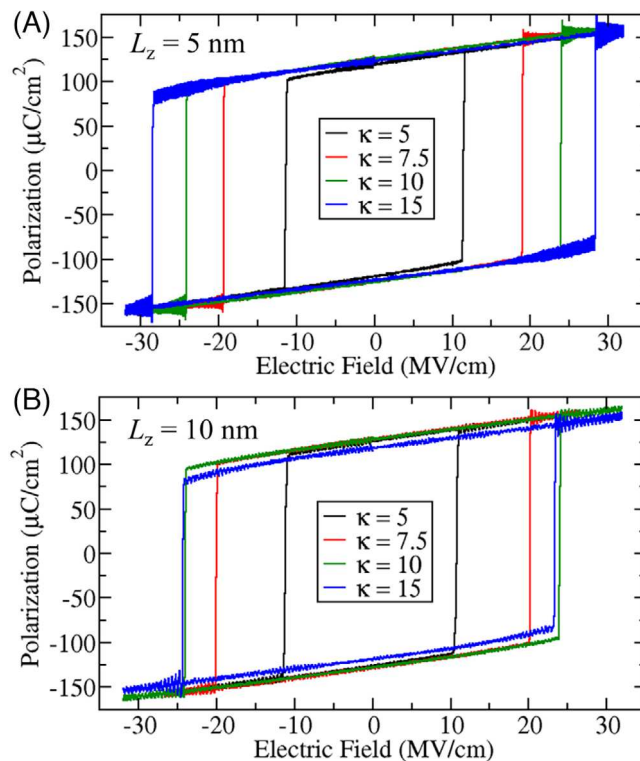 (A)
L_z = 5 nm
Polarization (μC/cm²)
150
100
50
0
-50
-100
-150
κ = 5
κ = 7.5
κ = 10
κ = 15
-30 -20 -10 0 10 20 30
Electric Field (MV/cm)
(B)
L_z = 10 nm
Polarization (μC/cm²)
150
100
50
0
-50
-100
-150
κ = 5
κ = 7.5
κ = 10
κ = 15
-30 -20 -10 0 10 20 30
Electric Field (MV/cm)